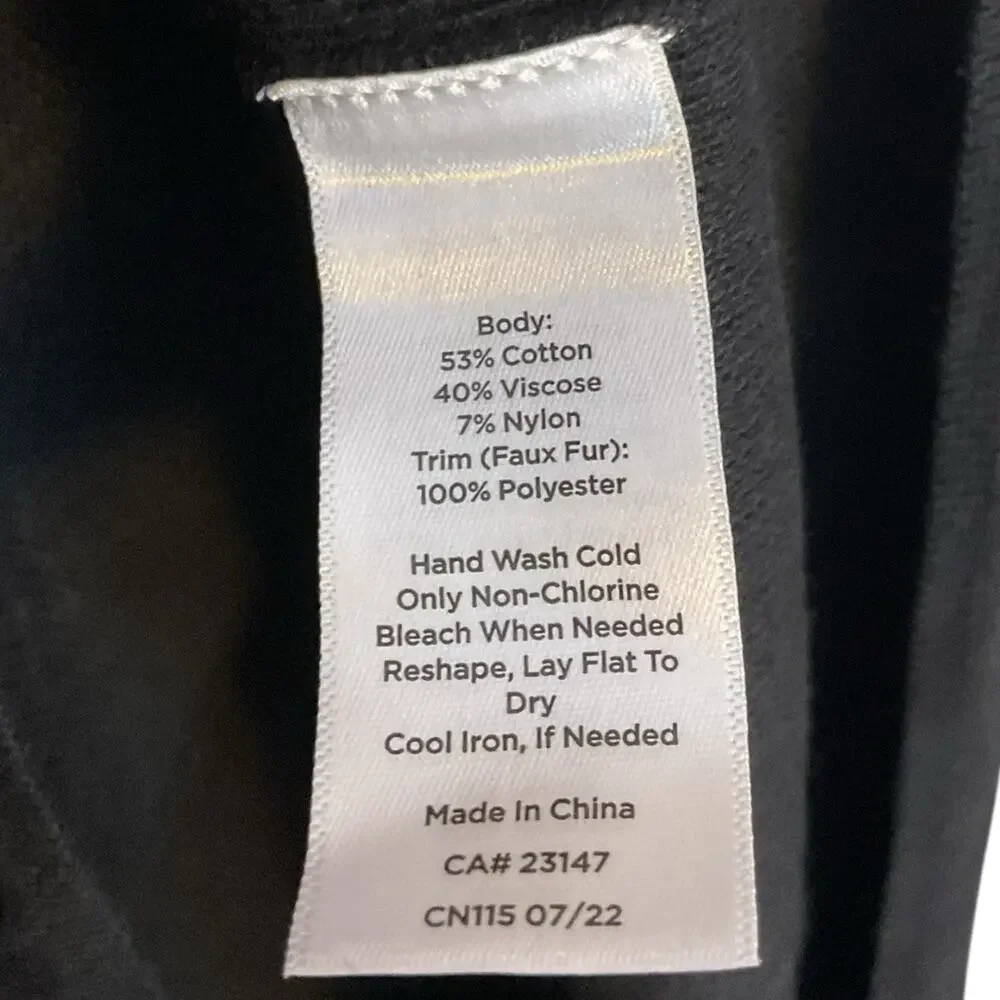 Body:
53% Cotton
40% Viscose
7% Nylon
Trim (Faux Fur):
100% Polyester
Hand Wash Cold
Only Non-Chlorine
Bleach When Needed
Reshape, Lay Flat To
Dry
Cool Iron, If Needed
Made In China
CA# 23147
CN115 07/22